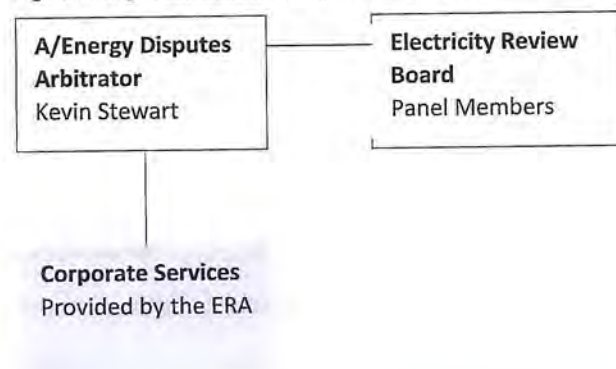 A/Energy Disputes
Arbitrator
Kevin Stewart
Electricity Review
Board
Panel Members
Corporate Services
Provided by the ERA